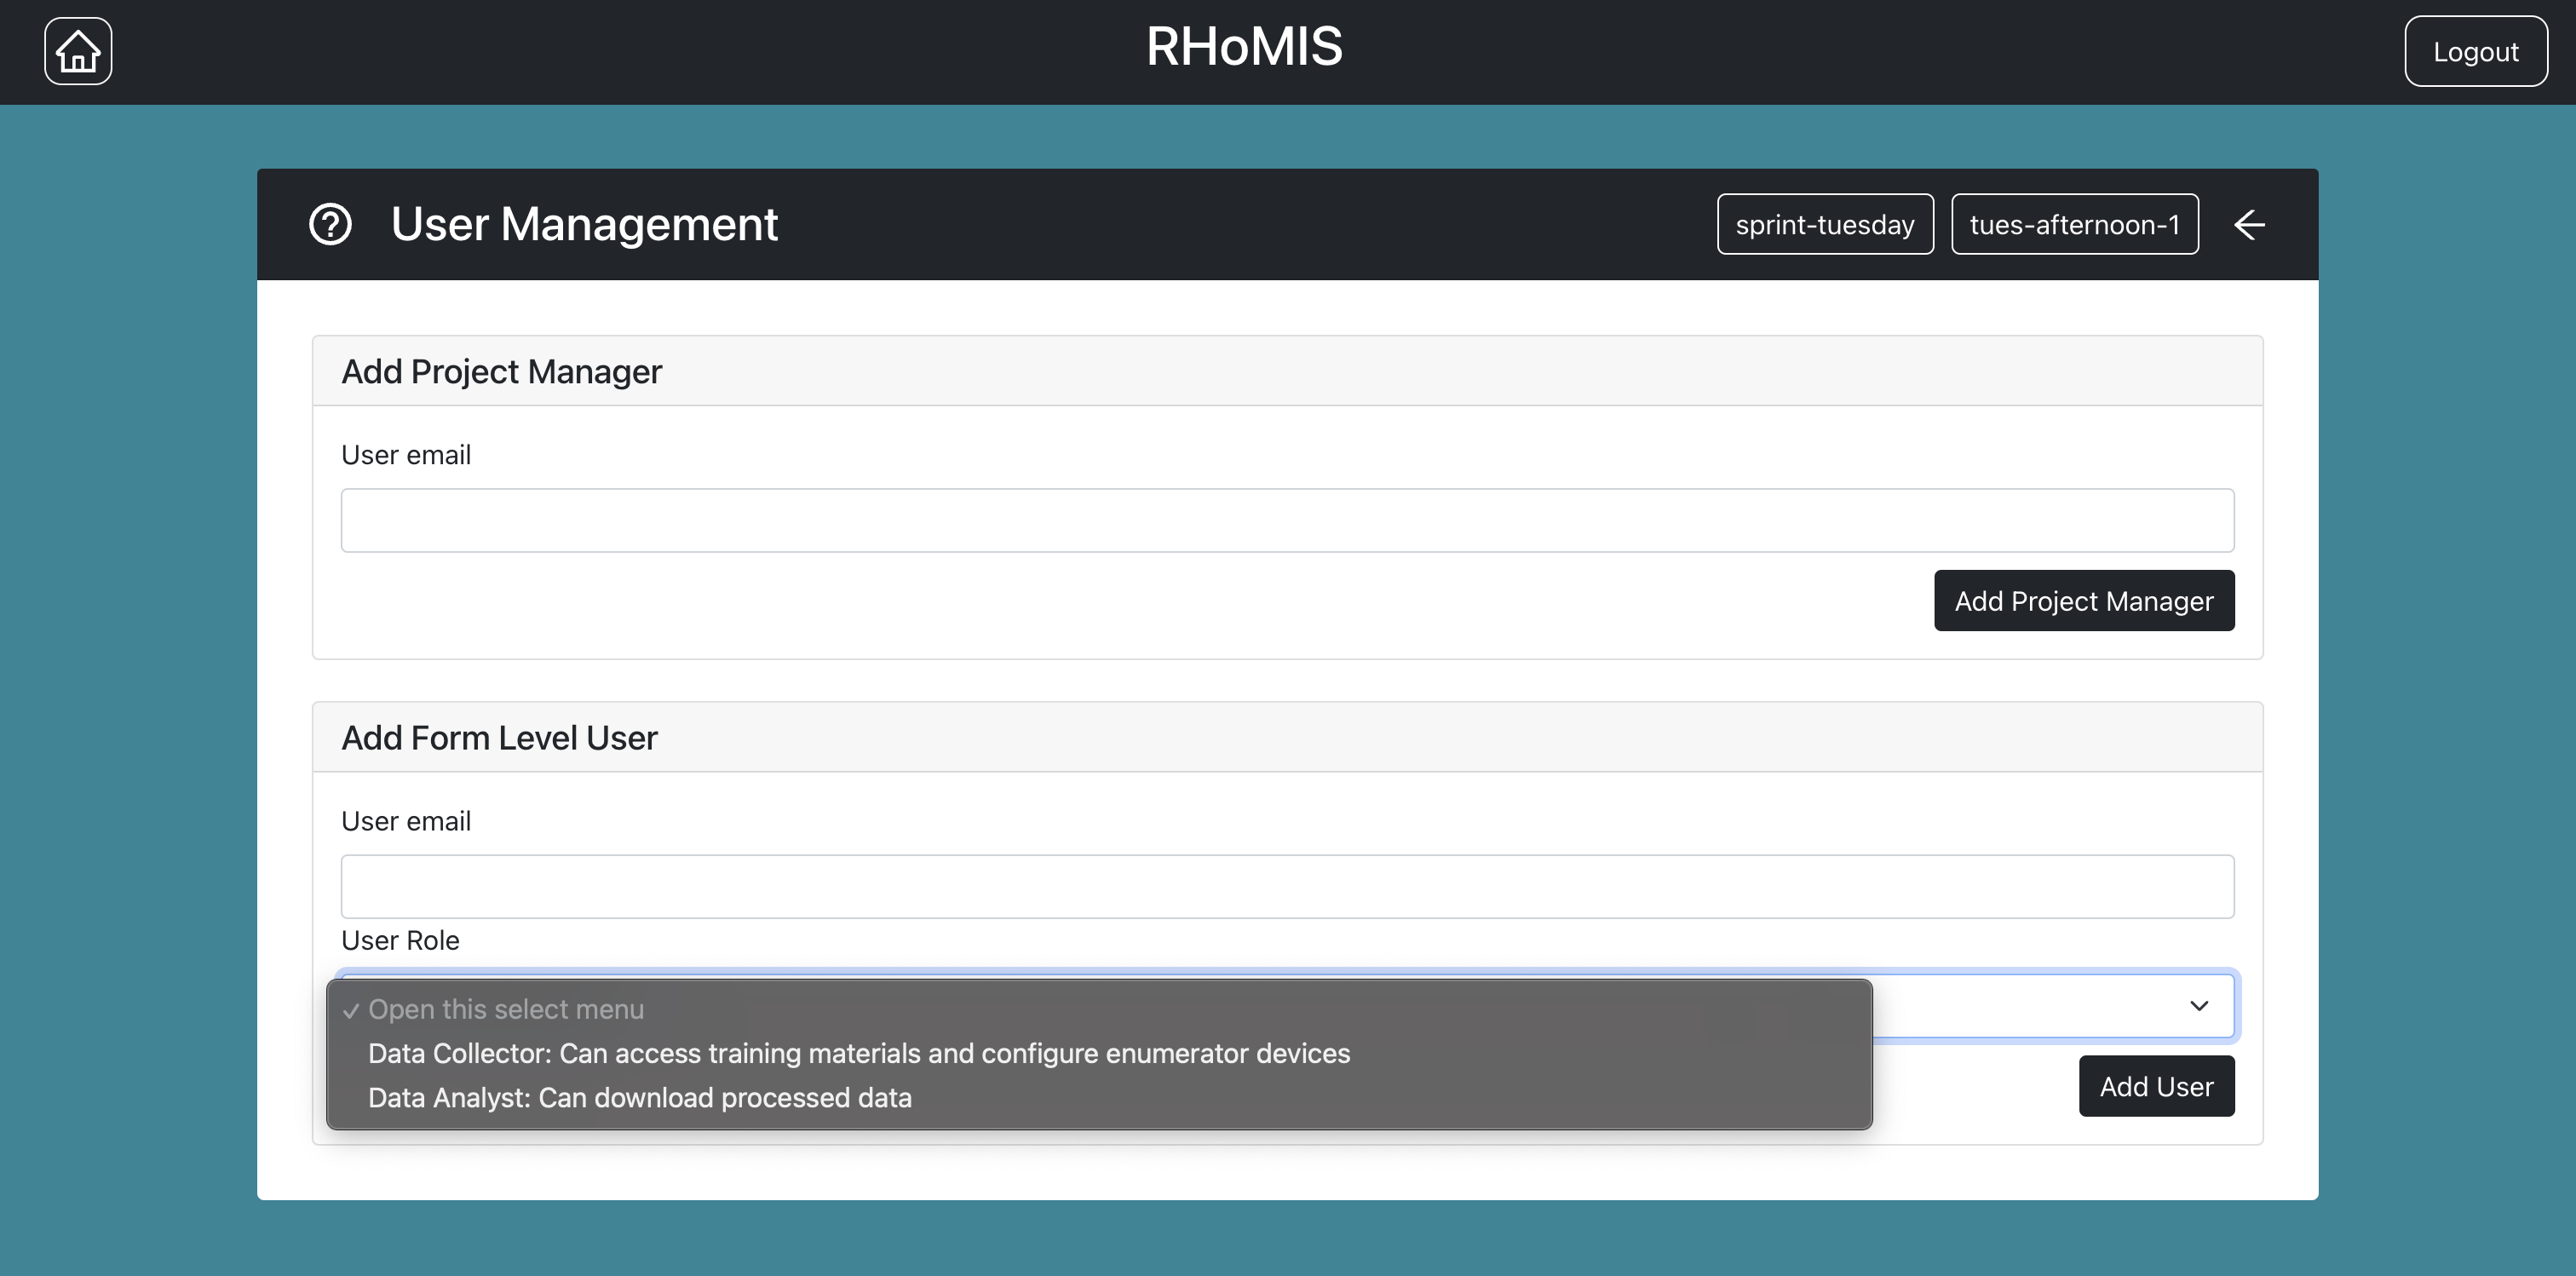 RHoMIS
Logout
User Management
sprint-tuesday
tues-afternoon-1
Add Project Manager
User email
Add Project Manager
Add Form Level User
User email
User Role
✓ Open this select menu
Data Collector: Can access training materials and configure enumerator devices
Data Analyst: Can download processed data
Add User